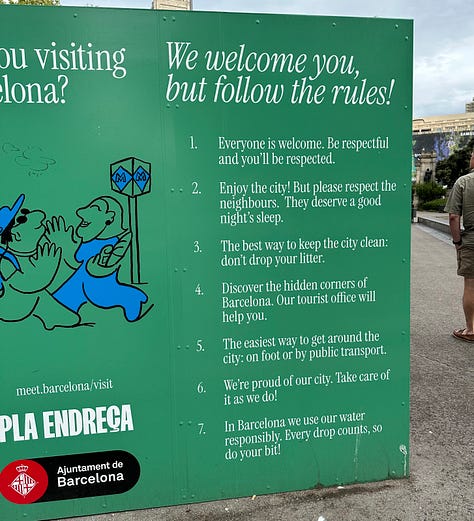 ou visiting
elona?
meet.barcelona/visit
PLA ENDREÇA
Ajuntament de
Barcelona
We welcome you,
but follow the rules!
1. Everyone is welcome. Be respectful
and you'll be respected.
2. Enjoy the city! But please respect the
neighbours. They deserve a good
night's sleep.
3. The best way to keep the city clean:
don't drop your litter.
4. Discover the hidden corners of
Barcelona. Our tourist office will
help you.
5. The easiest way to get around the
city: on foot or by public transport.
6. We're proud of our city. Take care of
it as we do!
7. In Barcelona we use our water
responsibly. Every drop counts, so
do your bit!